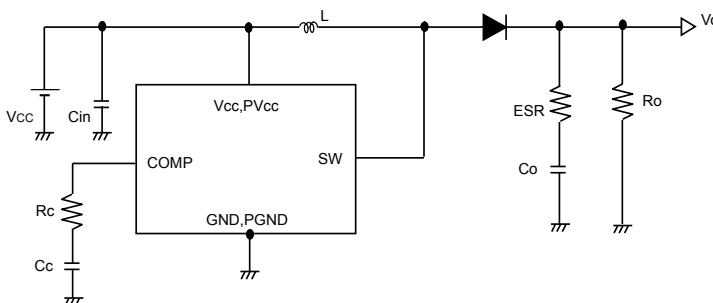 L
Vcc,PVcc
VCC
Cin
COMP
SW
ESR
Ro
Co
Rc
GND,PGND
Cc